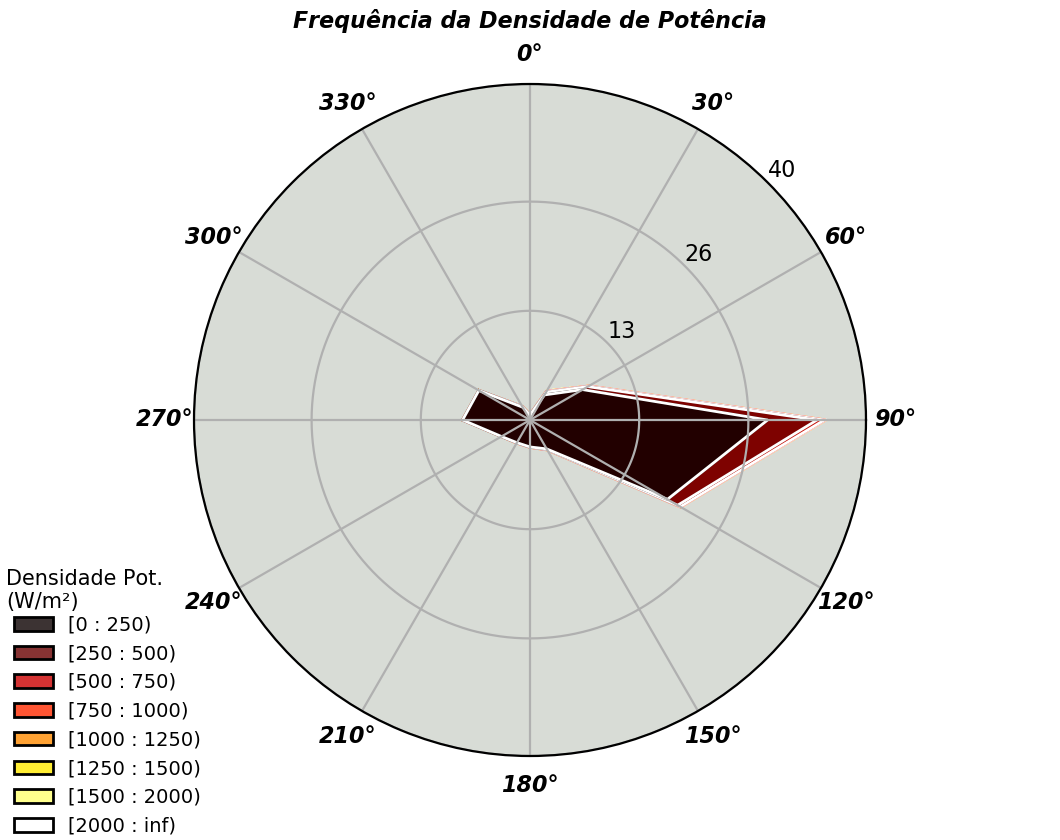 Frequência da Densidade de Potência
0°
330°
30°
40
300°
60°
26
13
270°
90°
240°
120°
210°
150°
180°
Densidade Pot.
(W/m²)
[0 : 250)
[250 : 500)
[500 : 750)
[750 : 1000)
[1000 : 1250)
[1250 : 1500)
[1500 : 2000)
[2000 : inf)